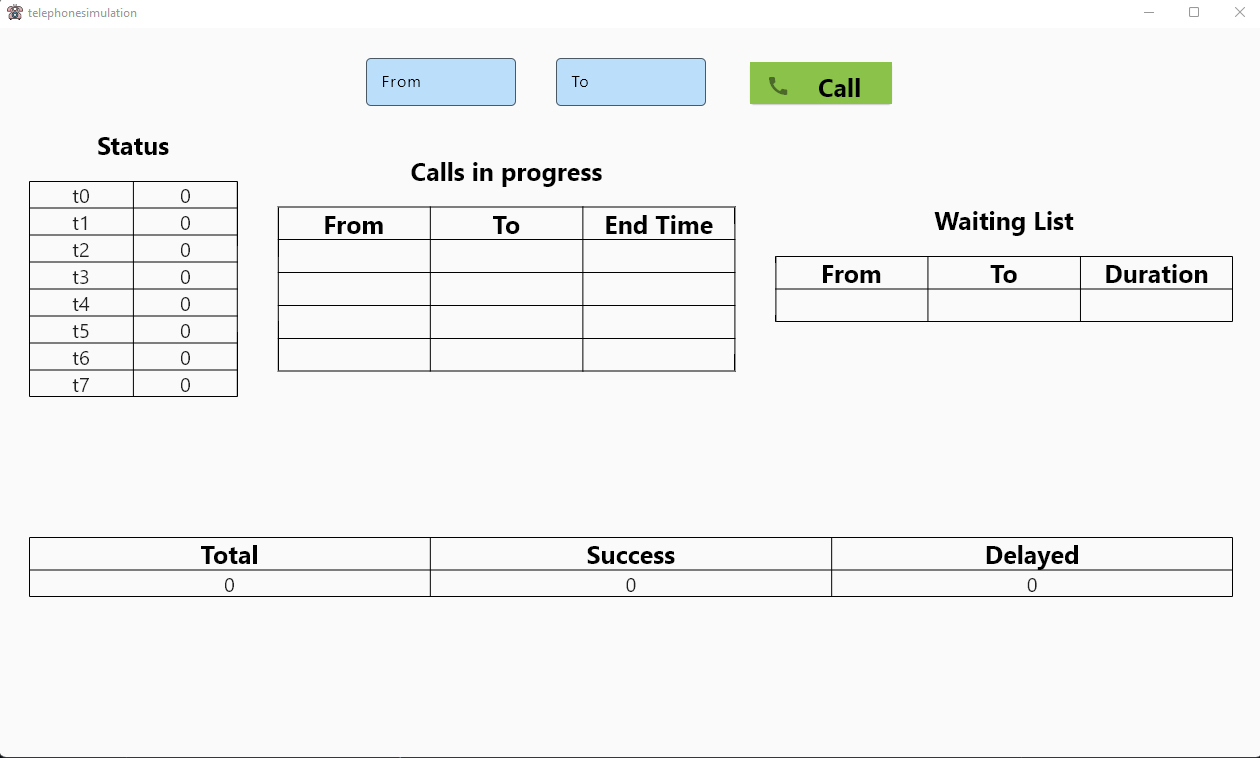 telephonesimulation
From To Call
Status
t0 0
t1 0
t2 0
t3 0
t4 0
t5 0
t6 0
t7 0
Calls in progress
From To End Time
Waiting List
From To Duration
Total Success Delayed
0 0 0